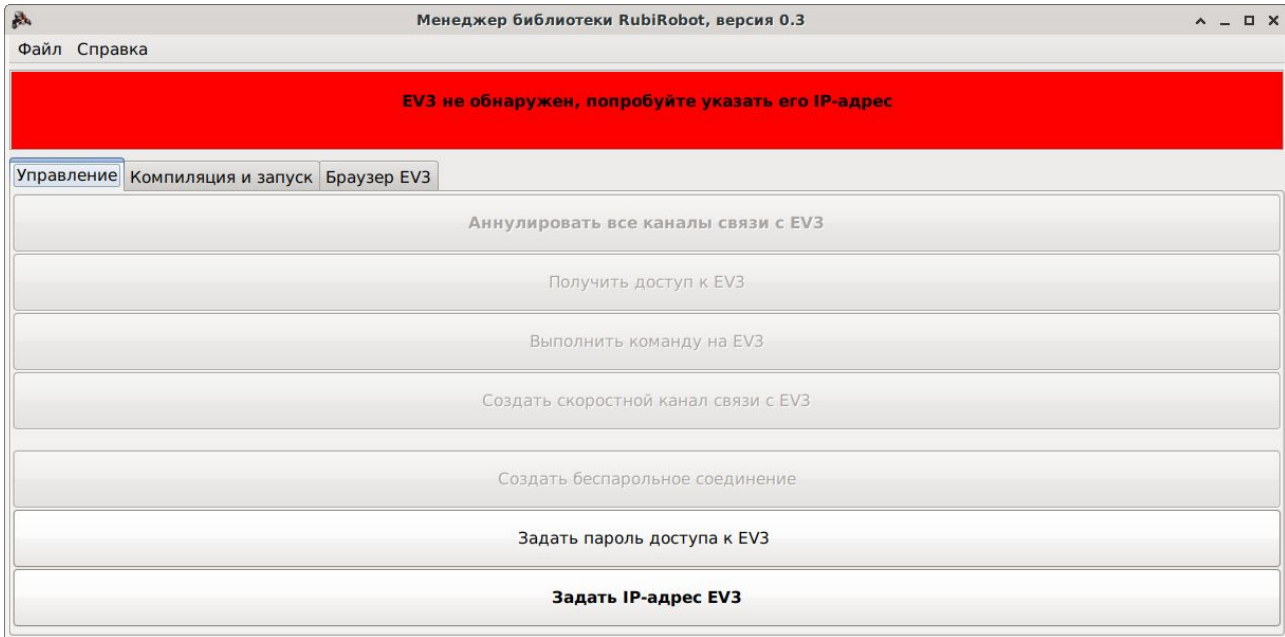 Менеджер библиотеки RubiRobot, версия 0.3
Файл Справка
EV3 не обнаружен, попробуйте указать его IP-адрес
Управление Компиляция и запуск Браузер EV3
Аннулировать все каналы связи с EV3
Получить доступ к EV3
Выполнить команду на EV3
Создать скоростной канал связи с EV3
Создать беспарольное соединение
Задать пароль доступа к EV3
Задать IP-адрес EV3